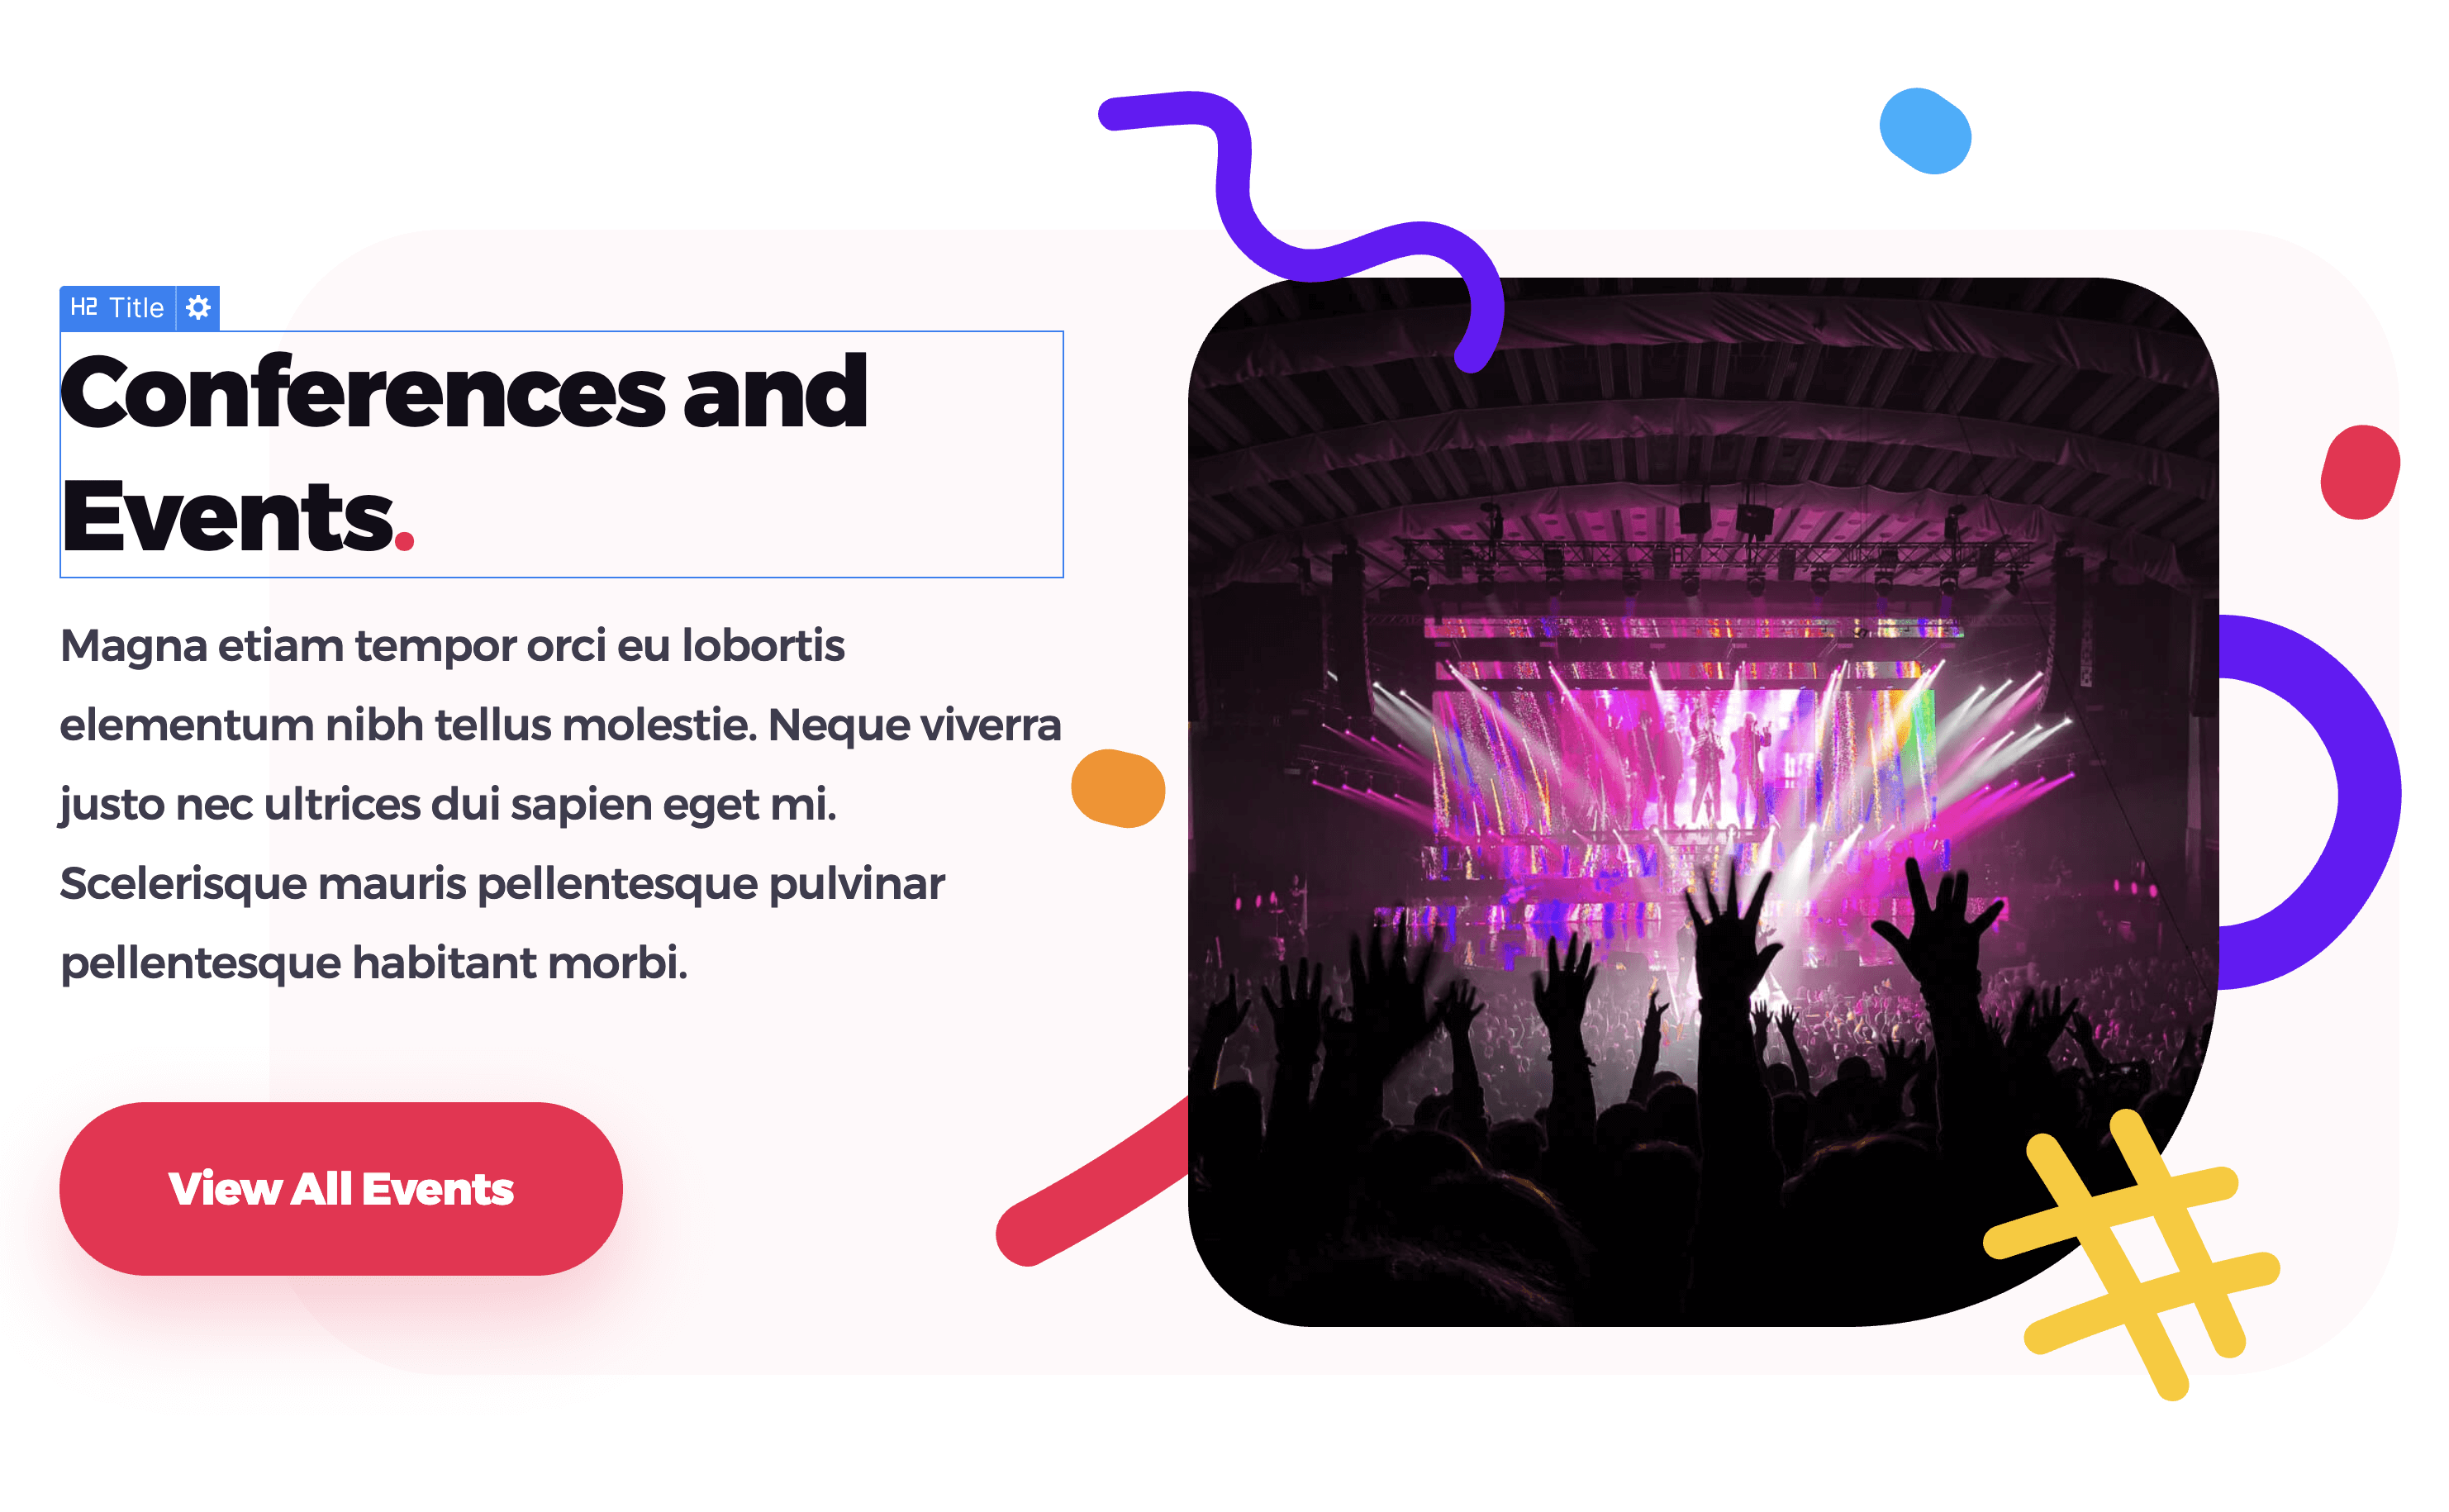 H2 Title
Conferences and
Events.
Magna etiam tempor orci eu lobortis
elementum nibh tellus molestie. Neque viverra
justo nec ultrices dui sapien eget mi.
Scelerisque mauris pellentesque pulvinar
pellentesque habitant morbi.
View All Events